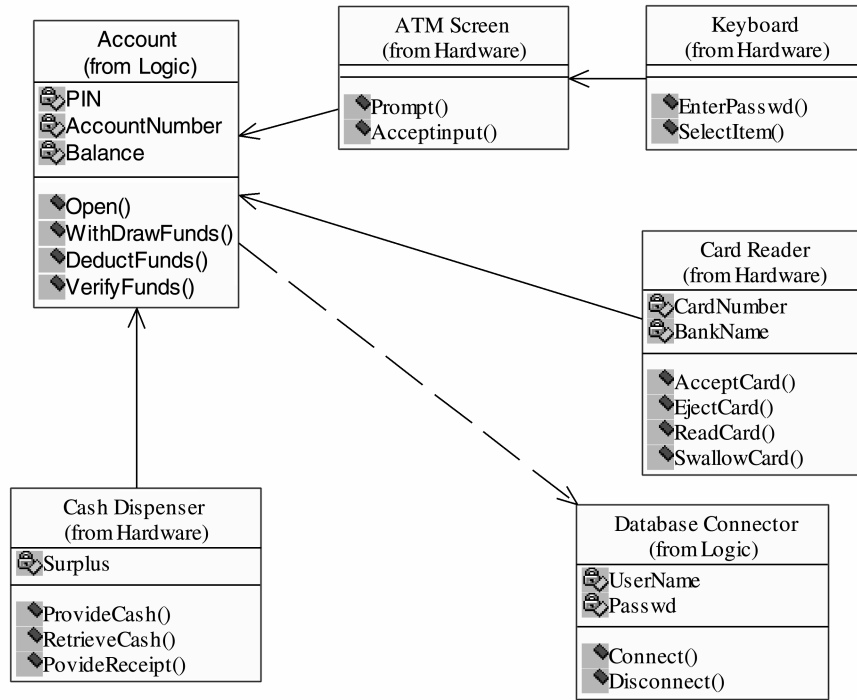 Account
(from Logic)
PIN
AccountNumber
Balance
Open()
WithDrawFunds()
DeductFunds()
VerifyFunds()
ATM Screen
(from Hardware)
Prompt()
Acceptinput()
Keyboard
(from Hardware)
EnterPasswd()
SelectItem()
Card Reader
(from Hardware)
CardNumber
BankName
AcceptCard()
EjectCard()
ReadCard()
SwallowCard()
Cash Dispenser
(from Hardware)
Surplus
ProvideCash()
RetrieveCash()
PovideReceipt()
Database Connector
(from Logic)
UserName
Passwd
Connect()
Disconnect()